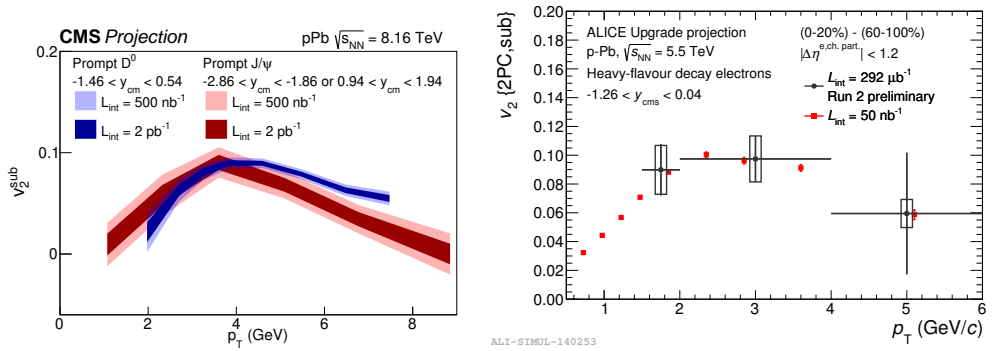 CMS Projection
pPb √sNN = 8.16 TeV
Prompt D⁰
-1.46 < ycm < 0.54
Lint = 500 nb⁻¹
Lint = 2 pb⁻¹
Prompt J/ψ
-2.86 < ycm < -1.86 or 0.94 < ycm < 1.94
Lint = 500 nb⁻¹
Lint = 2 pb⁻¹
v₂^sub
0.2
0.1
0
0
2
4
6
8
pT (GeV)
ALICE Upgrade projection
p-Pb, √sNN = 5.5 TeV
Heavy-flavour decay electrons
-1.26 < ycms < 0.04
(0-20%) - (60-100%)
|Δη^e,ch. part.| < 1.2
Lint = 292 μb⁻¹
Run 2 preliminary
Lint = 50 nb⁻¹
v₂ {2PC,sub}
0.20
0.18
0.16
0.14
0.12
0.10
0.08
0.06
0.04
0.02
0.00
1
2
3
4
5
6
pT (GeV/c)
ALI-SIMUL-140253